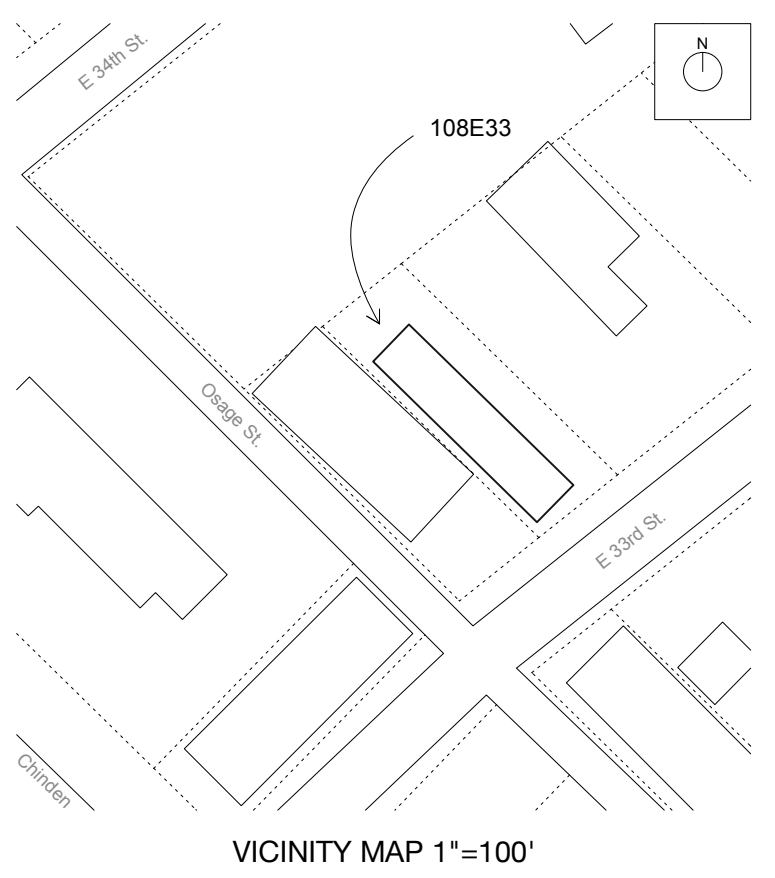 E 34th St.
N
108E33
Osage St.
E 33rd St.
Chinden
VICINITY MAP 1"=100'